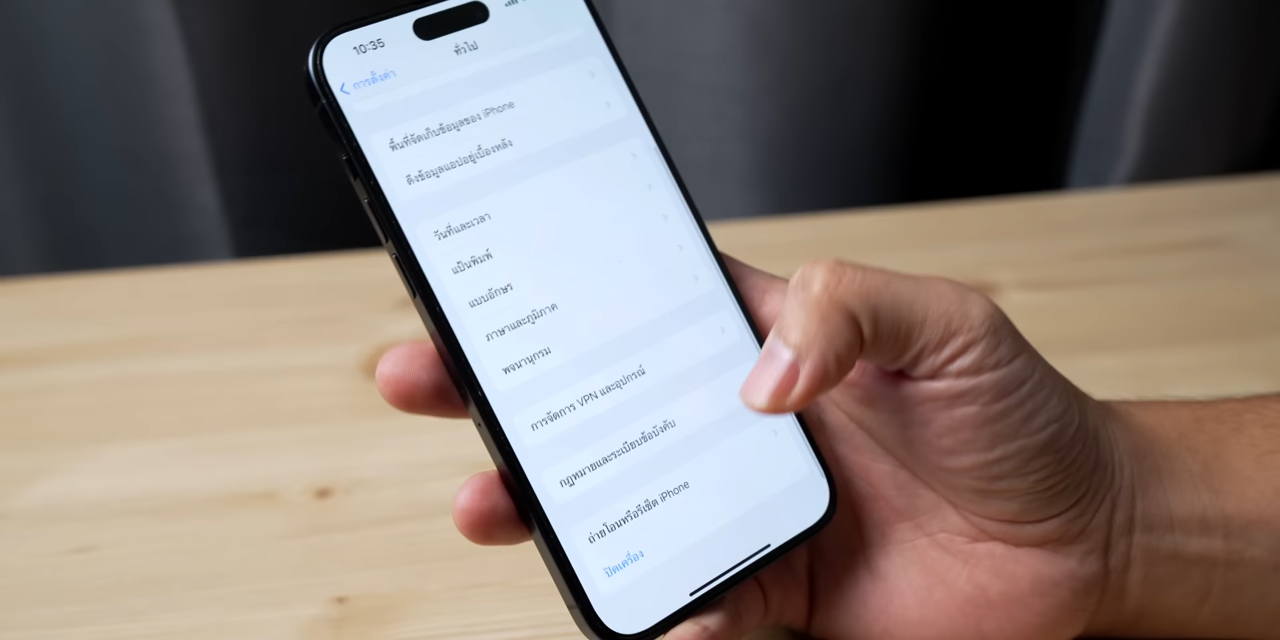 10:35
ทั่วไป
การตั้งค่า
พื้นที่จัดเก็บข้อมูลของ iPhone
ดึงข้อมูลแอปอยู่เบื้องหลัง
วันที่และเวลา
แป้นพิมพ์
แบบอักษร
ภาษาและภูมิภาค
พจนานุกรม
การจัดการ VPN และอุปกรณ์
กฎหมายและระเบียบข้อบังคับ
ถ่ายโอนหรือรีเซ็ต iPhone
ปิดเครื่อง